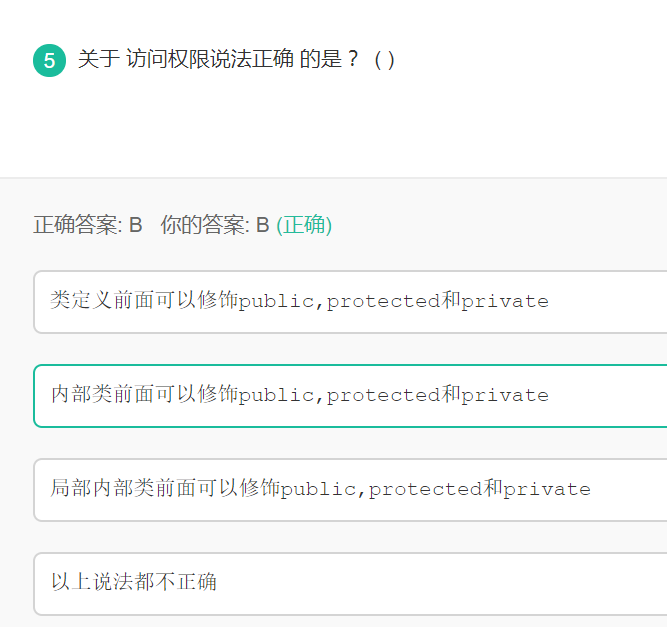 5 关于 访问权限说法正确 的是？ ( )
正确答案: B 你的答案: B (正确)
类定义前面可以修饰public,protected和private
内部类前面可以修饰public,protected和private
局部内部类前面可以修饰public,protected和private
以上说法都不正确